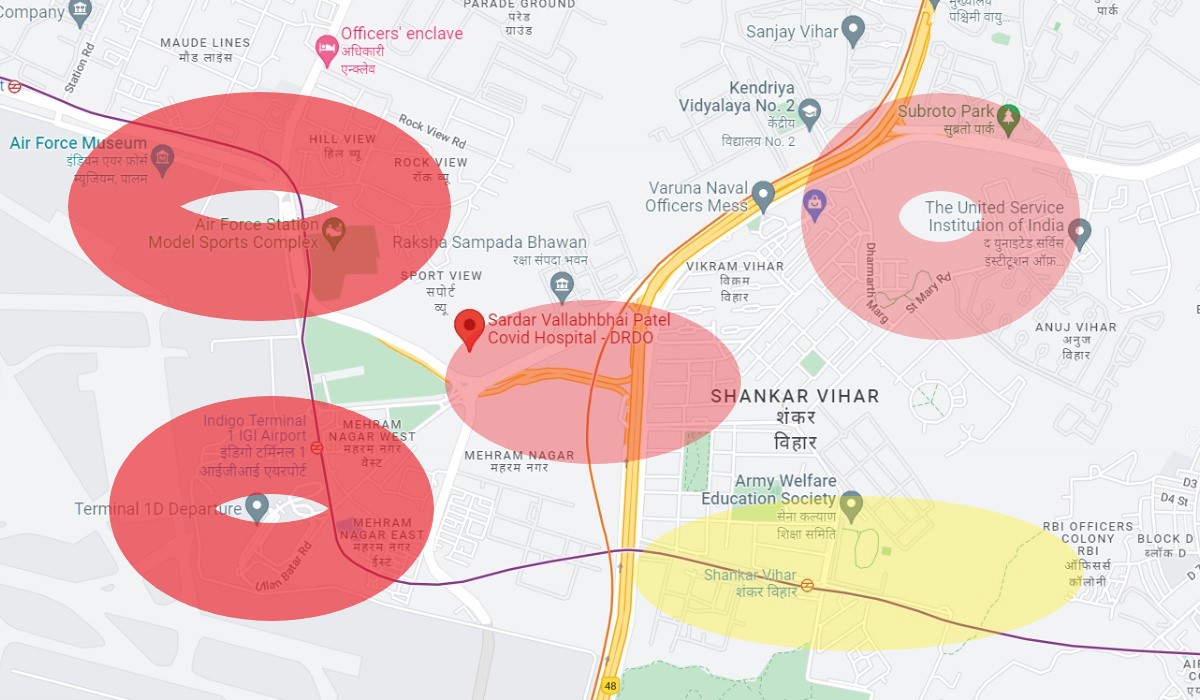 Company
PARADE GROUND
परेड
ग्राउंड
पश्चिमी वायु...
पार्क
MAUDE LINES
मौड लाइंस
Station Rd
Officers' enclave
अधिकारी
एन्क्लेव
Sanjay Vihar
Kendriya
Vidyalaya No. 2
केंद्रीय
विद्यालय No. 2
Subroto Park
सुब्रतो पार्क
Rock View Rd
Air Force Museum
इंडियन एयर फ़ोर्स
म्यूजियम, पालम
HILL VIEW
हिल व्यू
ROCK VIEW
रॉक व्यू
Varuna Naval
Officers Mess
The United Service
Institution of India
द युनाइटेड सर्विस
इंस्टीटूशन ऑफ़...
Air Force Station
Model Sports Complex
Raksha Sampada Bhawan
रक्षा संपदा भवन
SPORT VIEW
सपोर्ट
व्यू
VIKRAM VIHAR
विक्रम
विहार
Dharmarth Marg
St Mary Rd
Sardar Vallabhbhai Patel
Covid Hospital - DRDO
ANUJ VIHAR
अनुज
विहार
SHANKAR VIHAR
शंकर
विहार
Indigo Terminal
1 IGI Airport
इंडिगो टर्मिनल 1
आईजीआई एयरपोर्ट
MEHRAM
NAGAR WEST
महरम नगर
वेस्ट
MEHRAM NAGAR
महरम नगर
Army Welfare
Education Society
सेना कल्याण
शिक्षा समिति
D3
D4 St
Terminal 1D Departure
MEHRAM
NAGAR EAST
महरम नगर
ईस्ट
Ullan Batar Rd
RBI OFFICERS
COLONY
RBI
ऑफिसर्स
कॉलोनी
BLOCK D
ब्लॉक D
Shankar Vihar
शंकर विहार
48